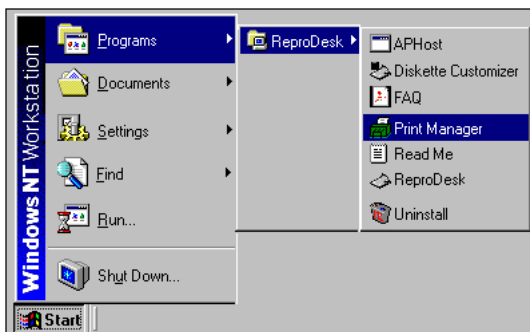 Windows NT Workstation
Programs
Documents
Settings
Find
Run...
Shut Down...
Start
ReproDesk
APHost
Diskette Customizer
FAQ
Print Manager
Read Me
ReproDesk
Uninstall